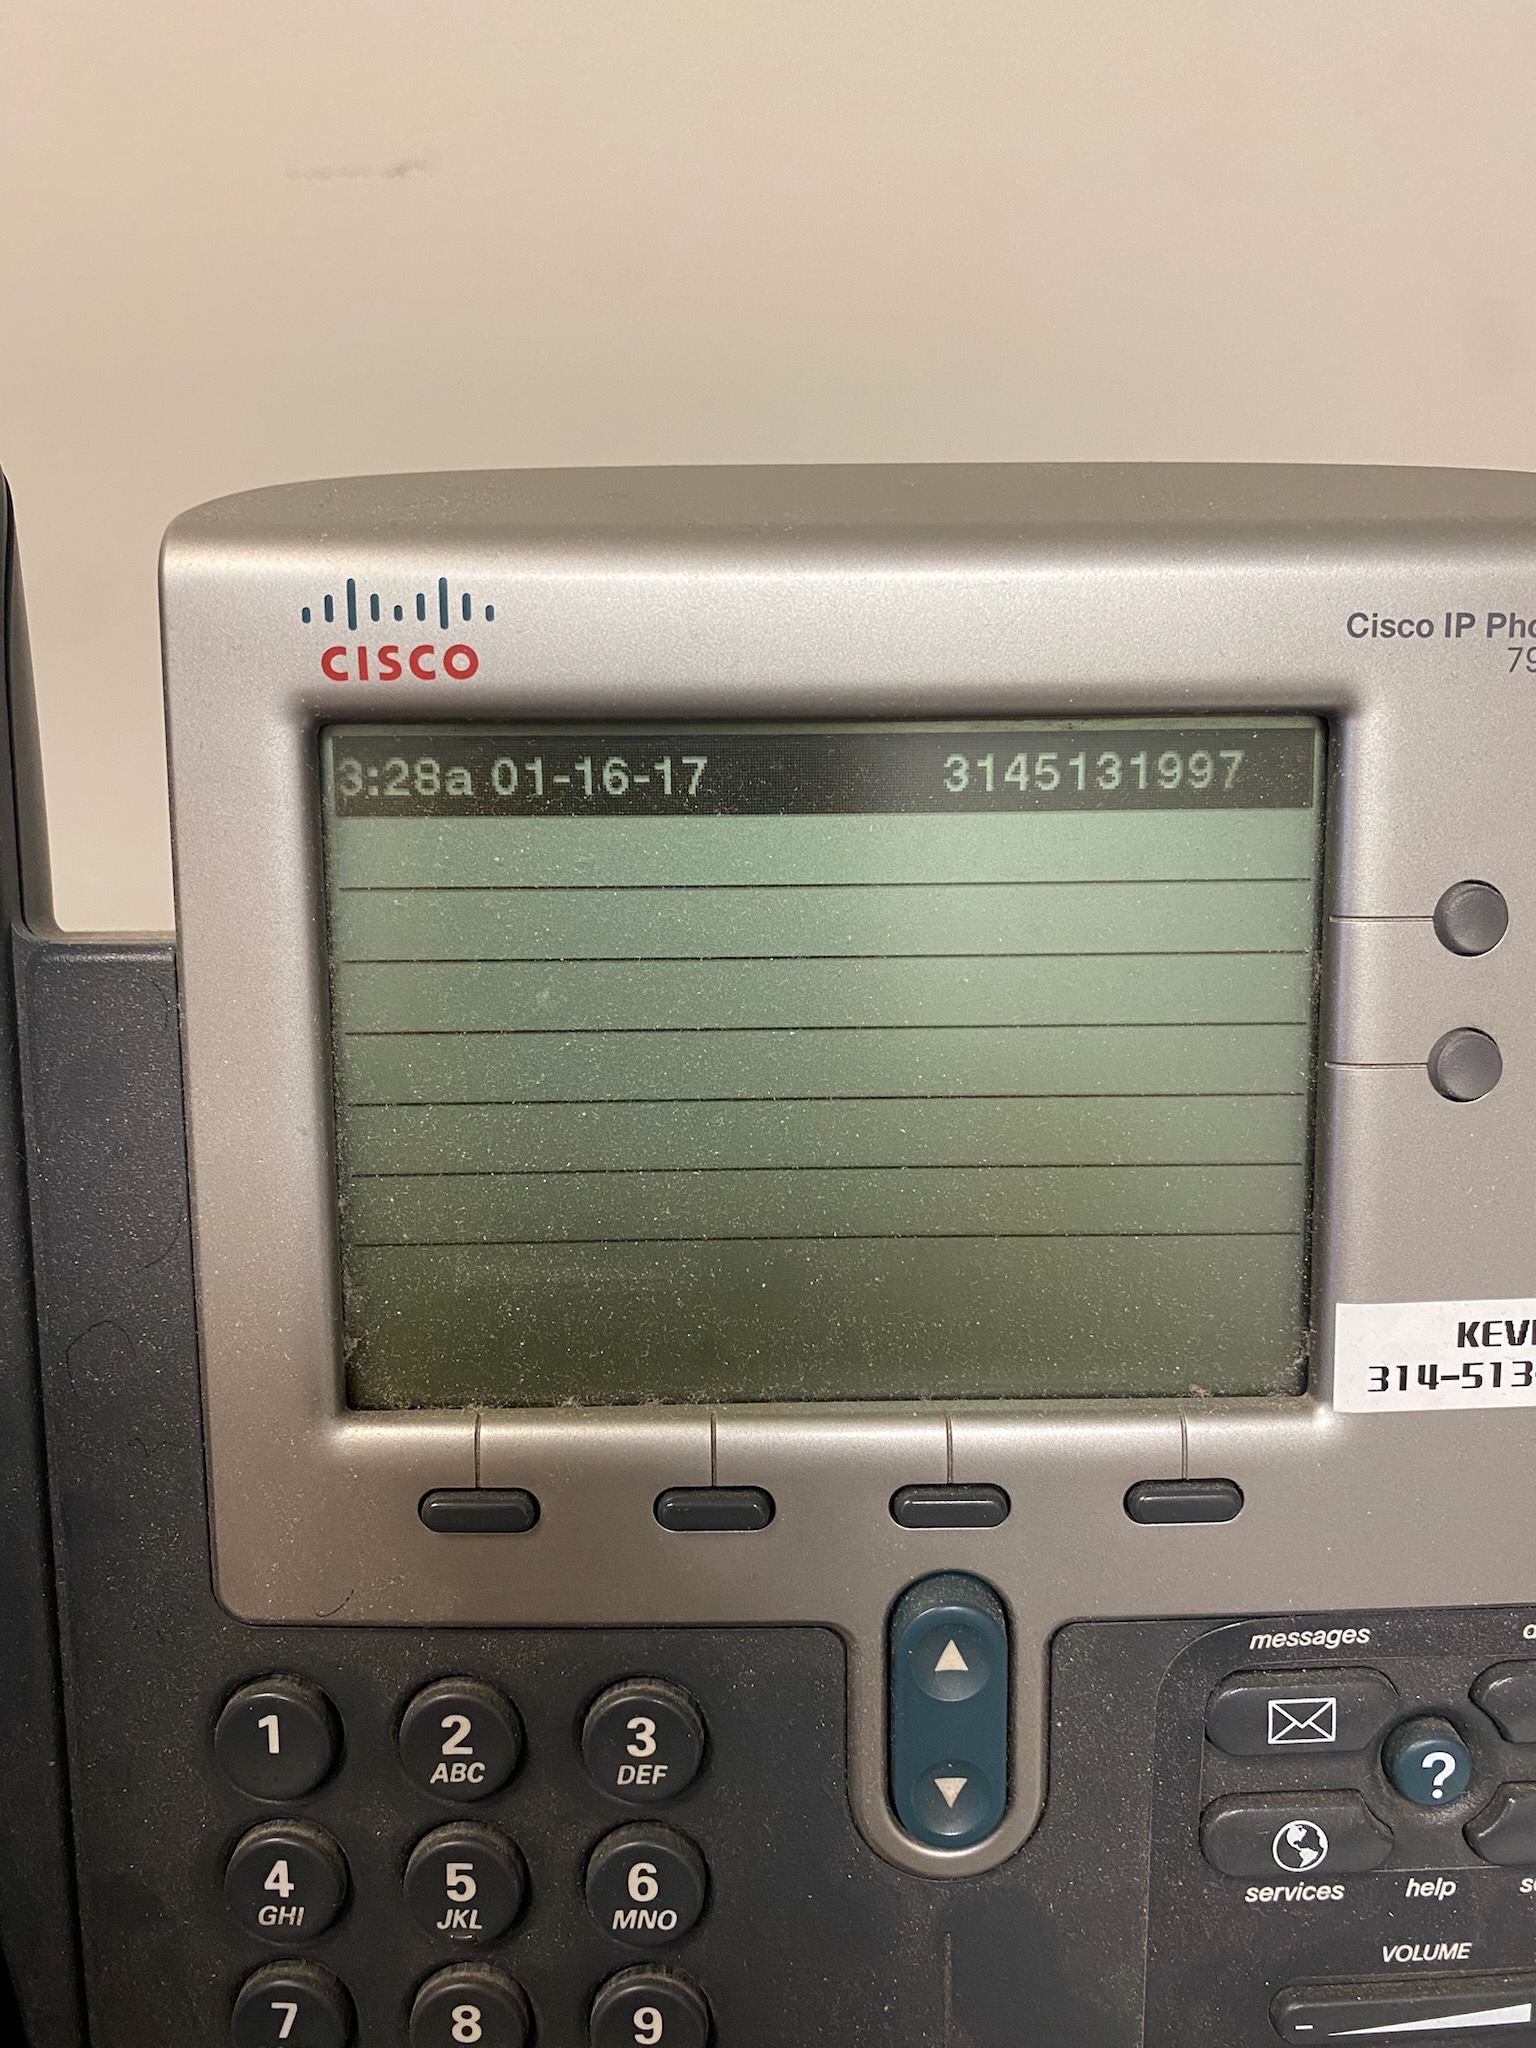 CISCO
Cisco IP Pho
79
3:28a 01-16-17 3145131997
KEV
314-513-
messages
1
2 ABC
3 DEF
?
4 GHI
5 JKL
6 MNO
services
help
VOLUME
7
8
9
-